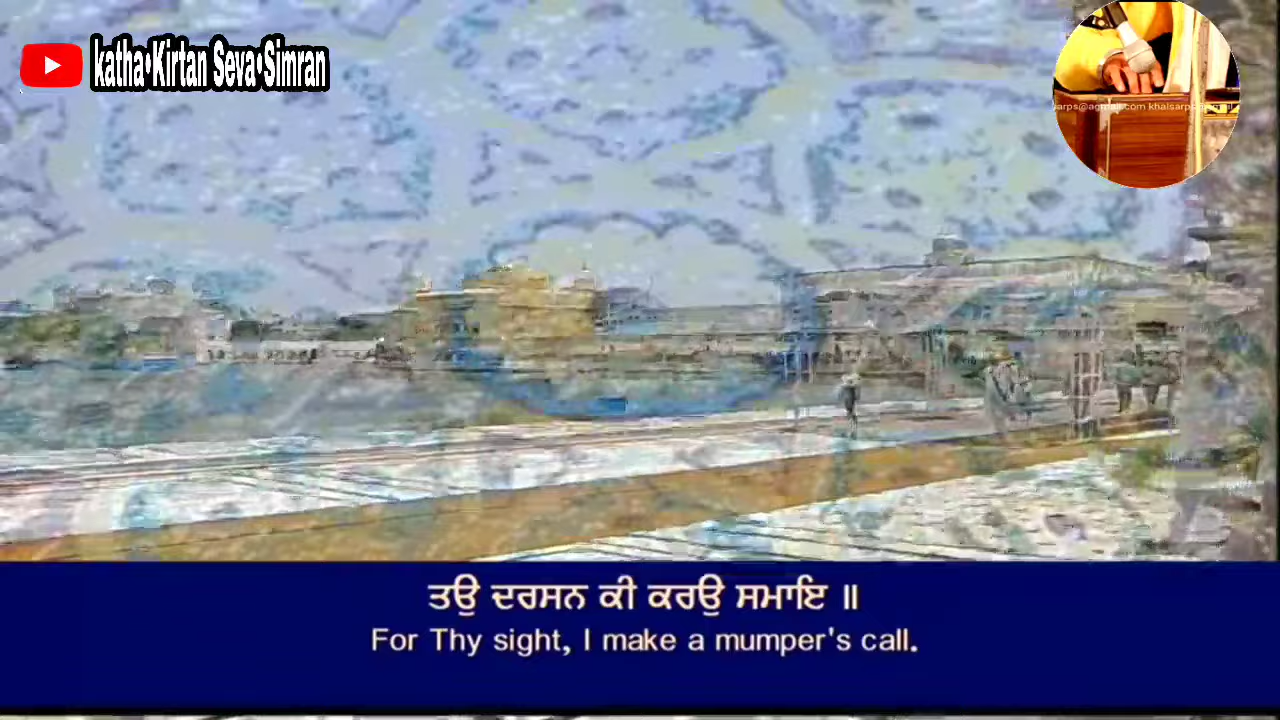 katha•Kirtan Seva•Simran
ਤਉ ਦਰਸਨ ਕੀ ਕਰਉ ਸਮਾਇ ॥
For Thy sight, I make a mumper's call.